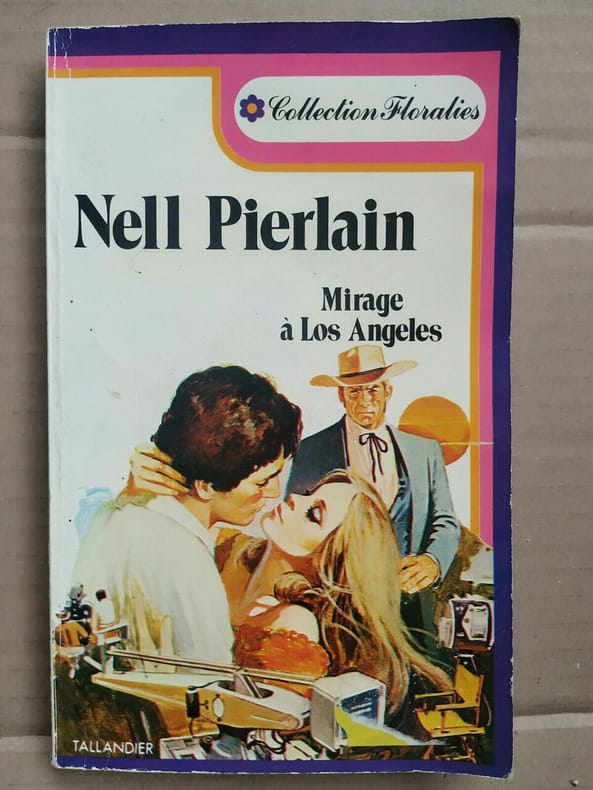 Collection Floralies
Nell Pierlain
Mirage
à Los Angeles
TALLANDIER